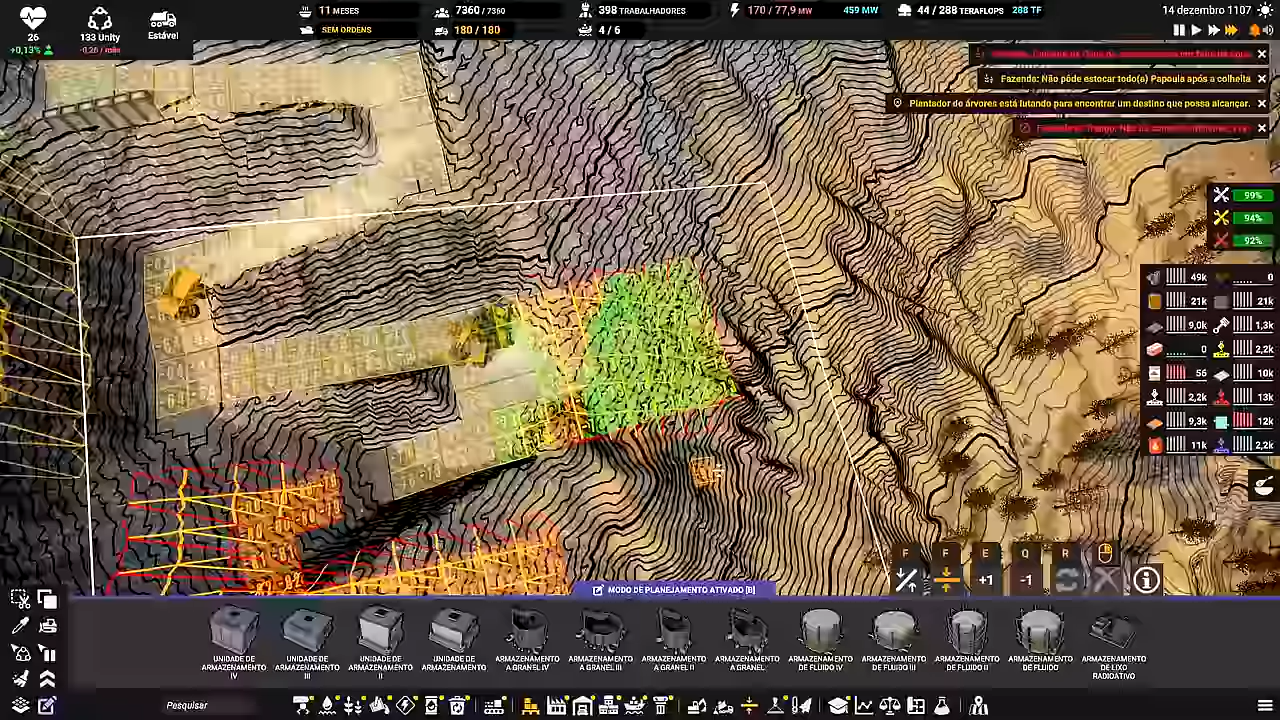 11 MESES
7360 / 7360
398 TRABALHADORES
170 / 77,9 MW
459 MW
44 / 288 TERAFLOPS
288 TF
14 dezembro 1107
26
133 Unity
Estável
SEM ORDENS
180 / 180
4 / 6
+0,13%
Fazenda: Não pôde estocar todo(a) Papoula após a colheita
Plantador de árvores está lutando para encontrar um destino que possa alcançar.
99%
94%
92%
49k
0
21k
21k
9,0k
1,3k
0
2,2k
56
10k
2,2k
13k
9,3k
12k
11k
2,2k
F
F
E
Q
R
+1
-1
MODO DE PLANEJAMENTO ATIVADO [B]
UNIDADE DE ARMAZENAMENTO IV
UNIDADE DE ARMAZENAMENTO III
UNIDADE DE ARMAZENAMENTO II
UNIDADE DE ARMAZENAMENTO
ARMAZENAMENTO A GRANEL IV
ARMAZENAMENTO A GRANEL III
ARMAZENAMENTO A GRANEL II
ARMAZENAMENTO A GRANEL
ARMAZENAMENTO DE FLUIDO IV
ARMAZENAMENTO DE FLUIDO III
ARMAZENAMENTO DE FLUIDO II
ARMAZENAMENTO DE FLUIDO
ARMAZENAMENTO DE LIXO RADIOATIVO
Pesquisar